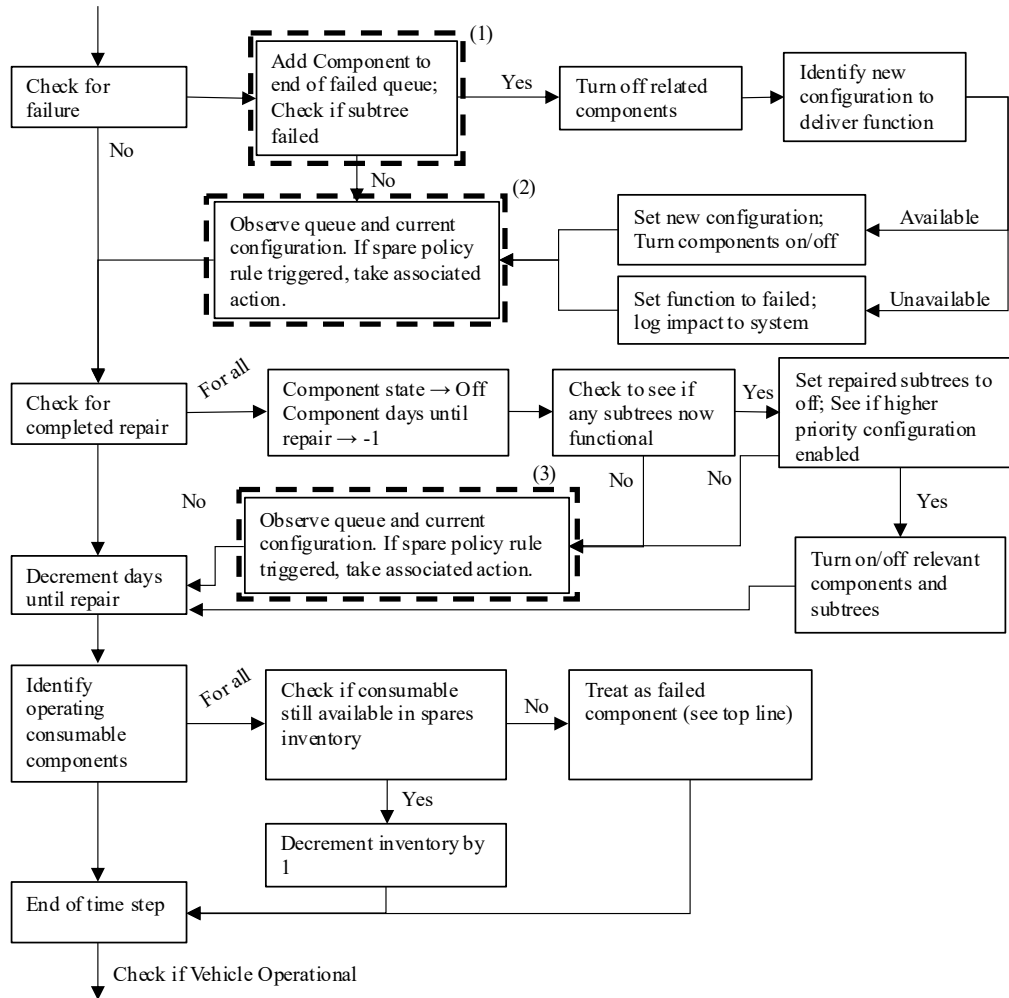 (1)
Check for
failure
Add Component to
end of failed queue;
Check if subtree
failed
Yes
Turn off related
components
Identify new
configuration to
deliver function
No
No
(2)
Observe queue and current
configuration. If spare policy
rule triggered, take associated
action.
Set new configuration;
Turn components on/off
Available
Set function to failed;
log impact to system
Unavailable
Check for
completed repair
For all
Component state → Off
Component days until
repair → -1
Check to see if
any subtrees now
functional
Yes
Set repaired subtrees to
off; See if higher
priority configuration
enabled
No
No
No
(3)
Observe queue and current
configuration. If spare policy rule
triggered, take associated action.
Yes
Decrement days
until repair
Turn on/off relevant
components and
subtrees
Identify
operating
consumable
components
For all
Check if consumable
still available in spares
inventory
No
Treat as failed
component (see top line)
Yes
Decrement inventory by
1
End of time step
Check if Vehicle Operational